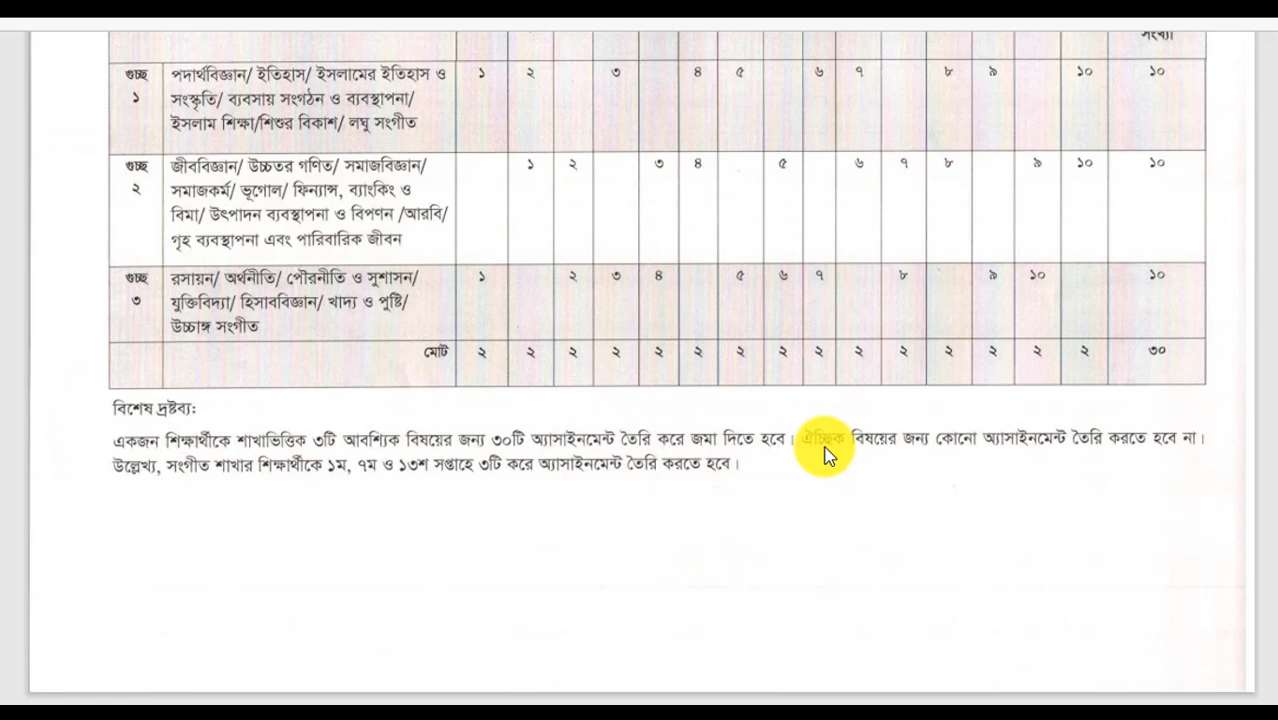 সংখ্যা
গুচ্ছ পদার্থবিজ্ঞান/ ইতিহাস/ ইসলামের ইতিহাস ও ১ ২ ৩ ৪ ৫ ৬ ৭ ৮ ৯ ১০ ১০
১ সংস্কৃতি/ ব্যবসায় সংগঠন ও ব্যবস্থাপনা/
ইসলাম শিক্ষা/শিশুর বিকাশ/ লঘু সংগীত
গুচ্ছ জীববিজ্ঞান/ উচ্চতর গণিত/ সমাজবিজ্ঞান/ ১ ২ ৩ ৪ ৫ ৬ ৭ ৮ ৯ ১০ ১০
২ সমাজকর্ম/ ভূগোল/ ফিন্যান্স, ব্যাংকিং ও
বিমা/ উৎপাদন ব্যবস্থাপনা ও বিপণন /আরবি/
গৃহ ব্যবস্থাপনা এবং পারিবারিক জীবন
গুচ্ছ রসায়ন/ অর্থনীতি/ পৌরনীতি ও সুশাসন/ ১ ২ ৩ ৪ ৫ ৬ ৭ ৮ ৯ ১০ ১০
৩ যুক্তিবিদ্যা/ হিসাববিজ্ঞান/ খাদ্য ও পুষ্টি/
উচ্চাঙ্গ সংগীত
মোট ২ ২ ২ ২ ২ ২ ২ ২ ২ ২ ২ ২ ২ ২ ২ ৩০
বিশেষ দ্রষ্টব্য:
একজন শিক্ষার্থীকে শাখাভিত্তিক ৩টি আবশ্যিক বিষয়ের জন্য ৩০টি অ্যাসাইনমেন্ট তৈরি করে জমা দিতে হবে। ঐচ্ছিক বিষয়ের জন্য কোনো অ্যাসাইনমেন্ট তৈরি করতে হবে না।
উল্লেখ্য, সংগীত শাখার শিক্ষার্থীকে ১ম, ৭ম ও ১৩শ সপ্তাহে ৩টি করে অ্যাসাইনমেন্ট তৈরি করতে হবে।